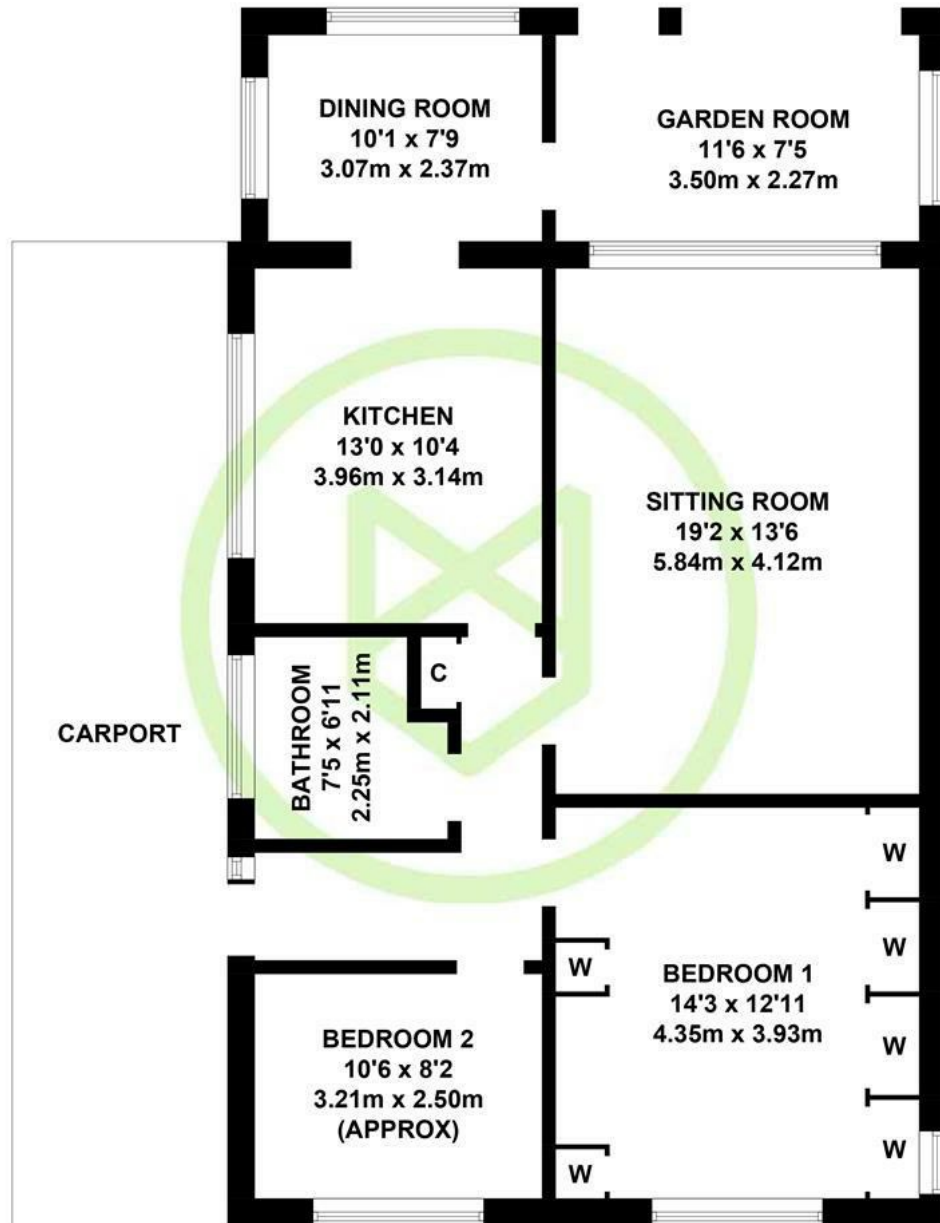 DINING ROOM
10'1 x 7'9
3.07m x 2.37m
GARDEN ROOM
11'6 x 7'5
3.50m x 2.27m
KITCHEN
13'0 x 10'4
3.96m x 3.14m
SITTING ROOM
19'2 x 13'6
5.84m x 4.12m
C
BATHROOM
7'5 x 6'11
2.25m x 2.11m
CARPORT
W
W
W
W
W
W
BEDROOM 1
14'3 x 12'11
4.35m x 3.93m
BEDROOM 2
10'6 x 8'2
3.21m x 2.50m
(APPROX)